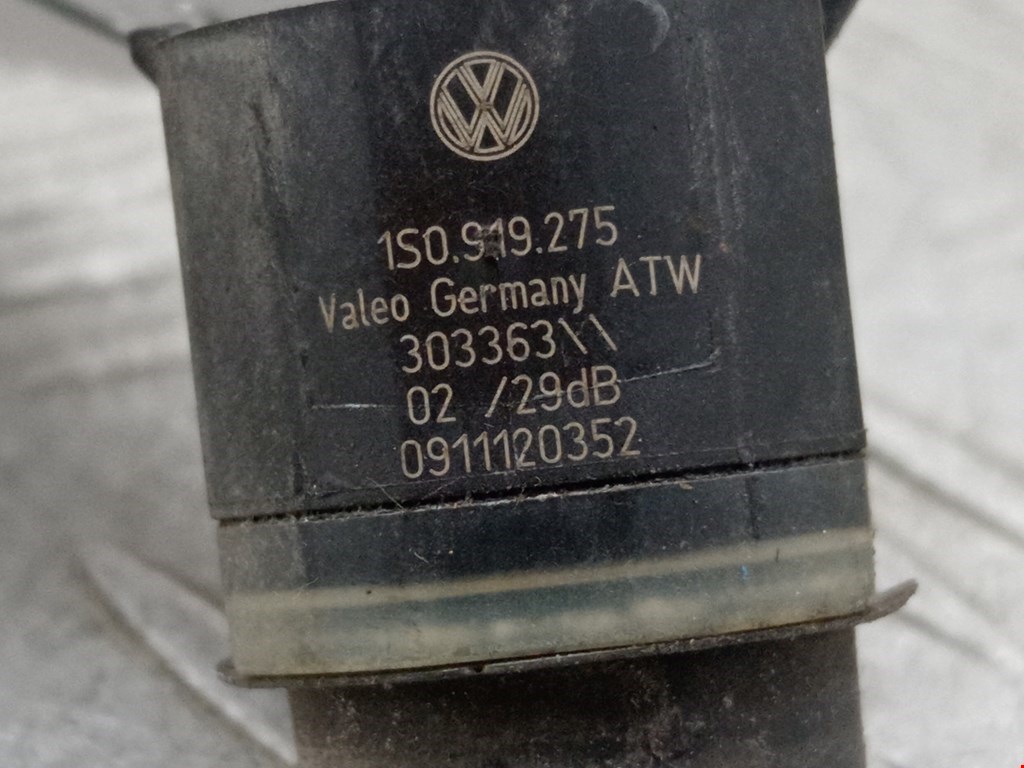 1S0.919.275
Valeo Germany ATW
303363\\
02 /29dB
0911120352